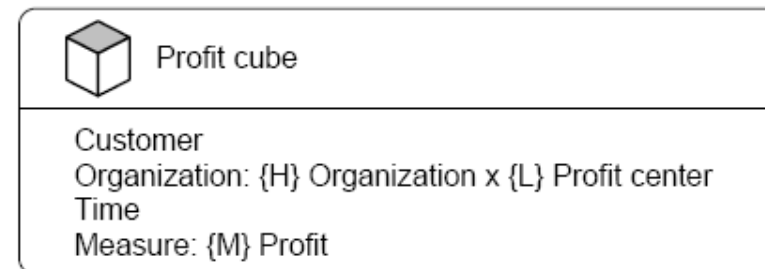 Profit cube
Customer
Organization: {H} Organization x {L} Profit center
Time
Measure: {M} Profit